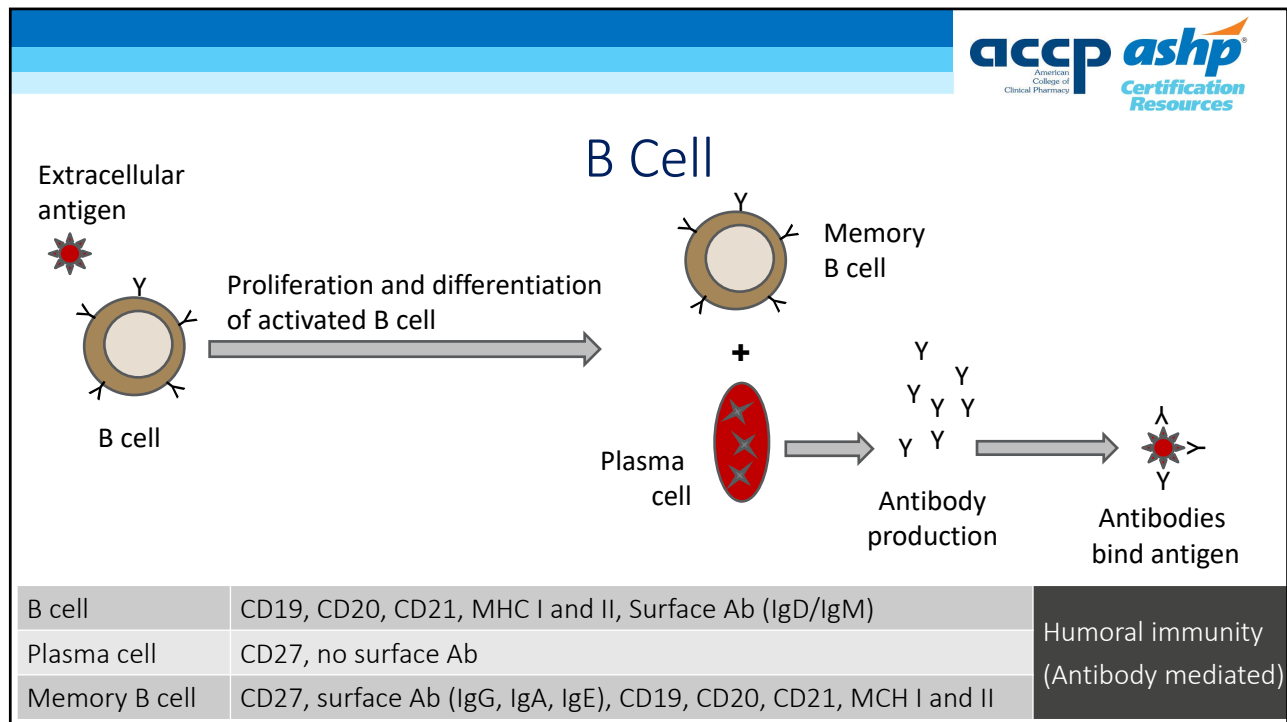 accp
American
College of
Clinical Pharmacy
ashp®
Certification
Resources
B Cell
Extracellular
antigen
B cell
Proliferation and differentiation
of activated B cell
Memory
B cell
+
Plasma
cell
Antibody
production
Antibodies
bind antigen
B cell CD19, CD20, CD21, MHC I and II, Surface Ab (IgD/IgM)
Plasma cell CD27, no surface Ab
Memory B cell CD27, surface Ab (IgG, IgA, IgE), CD19, CD20, CD21, MCH I and II
Humoral immunity
(Antibody mediated)